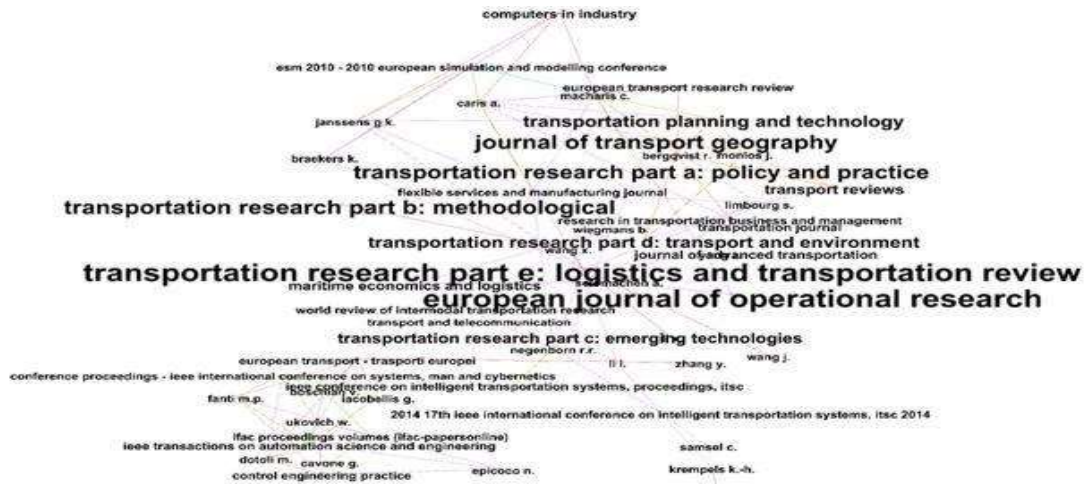 computers in industry
esm 2010 - 2010 european simulation and modelling conference
european transport research review
macharis c.
caris a.
janssens g k.
transportation planning and technology
journal of transport geography
braekers k.
bergqvist r. monios j.
transportation research part a: policy and practice
flexible services and manufacturing journal
transport reviews
transportation research part b: methodological
limbourg s.
research in transportation business and management
wiegmans b.
transportation journal
transportation research part d: transport and environment
wang x.
journal of advanced transportation
transportation research part e: logistics and transportation review
maritime economics and logistics
european journal of operational research
world review of intermodal transportation research
transport and telecommunication
transportation research part c: emerging technologies
negenborn r.r.
european transport - trasporti europei
li l.
zhang y.
wang j.
conference proceedings - ieee international conference on systems, man and cybernetics
ieee conference on intelligent transportation systems, proceedings, itsc
fanti m.p.
iacobellis g.
2014 17th ieee international conference on intelligent transportation systems, itsc 2014
ukovich w.
ifac proceedings volumes (ifac-papersonline)
ieee transactions on automation science and engineering
samsel c.
dotoli m.
cavone g.
epicoco n.
krempels k.-h.
control engineering practice